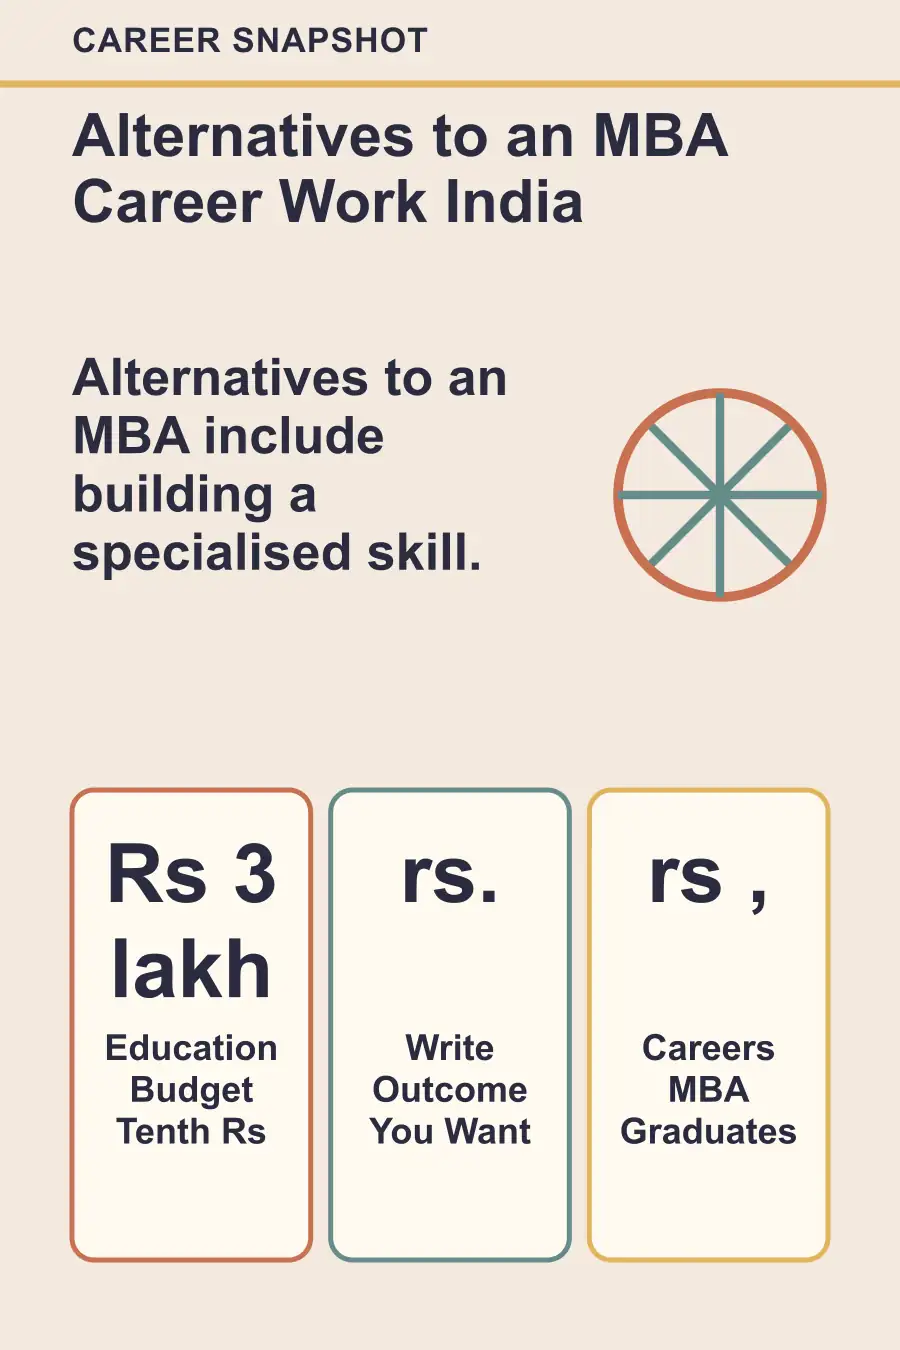 CAREER SNAPSHOT
Alternatives to an MBA
Career Work India
Alternatives to an
MBA include
building a
specialised skill.
Rs 3
lakh
Education
Budget
Tenth Rs
rs.
Write
Outcome
You Want
rs ,
Careers
MBA
Graduates